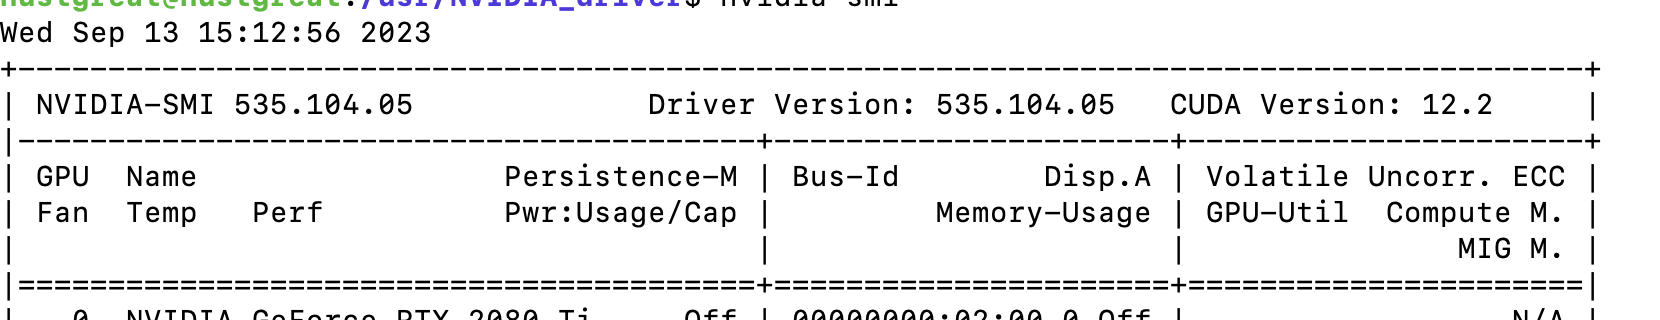 hustgreat@hustgreat:/usr/NVIDIA_driver$ nvidia-smi
Wed Sep 13 15:12:56 2023
+---------------------------------------------------------------------------------------+
| NVIDIA-SMI 535.104.05             Driver Version: 535.104.05   CUDA Version: 12.2     |
|-----------------------------------------+----------------------+----------------------+
| GPU  Name                 Persistence-M | Bus-Id        Disp.A | Volatile Uncorr. ECC |
| Fan  Temp   Perf          Pwr:Usage/Cap |         Memory-Usage | GPU-Util  Compute M. |
|                                         |                      |               MIG M. |
|=========================================+======================+======================|
|   0  NVIDIA GeForce RTX 2080 Ti     Off | 00000000:02:00.0 Off |                  N/A |